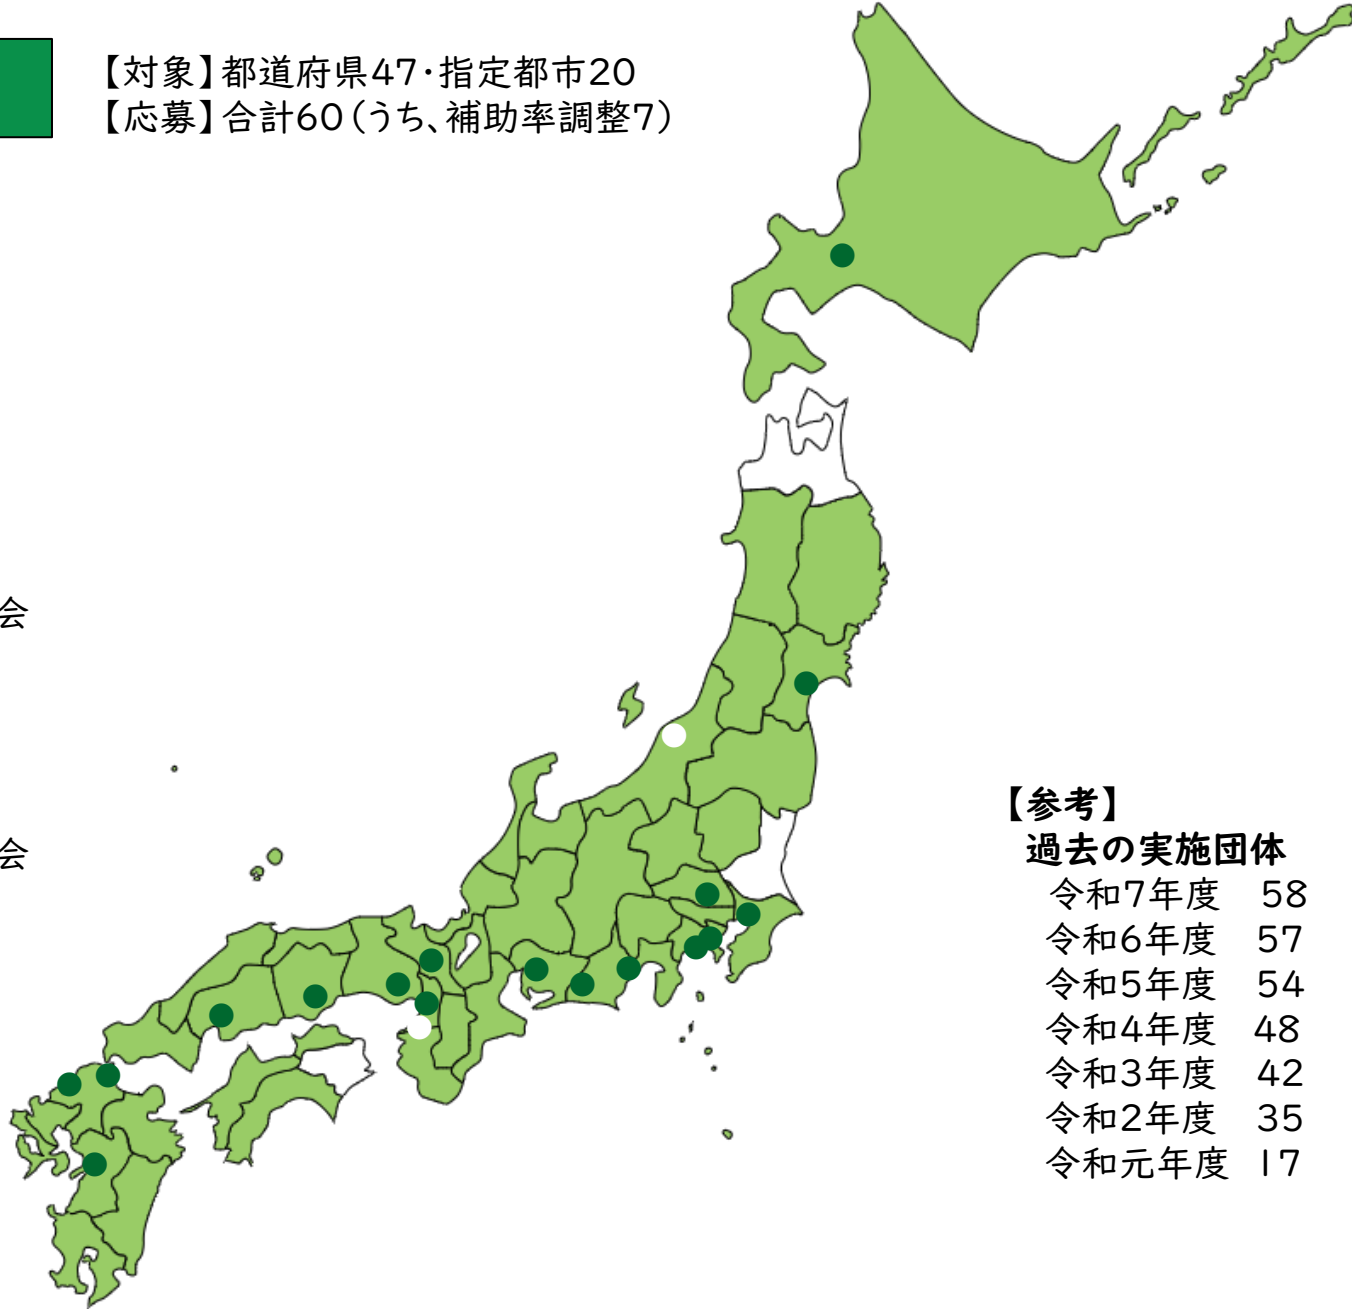 【対象】都道府県47・指定都市20
【応募】合計60(うち、補助率調整7)
会
会
【参考】
過去の実施団体
令和7年度 58
令和6年度 57
令和5年度 54
令和4年度 48
令和3年度 42
令和2年度 35
令和元年度 17